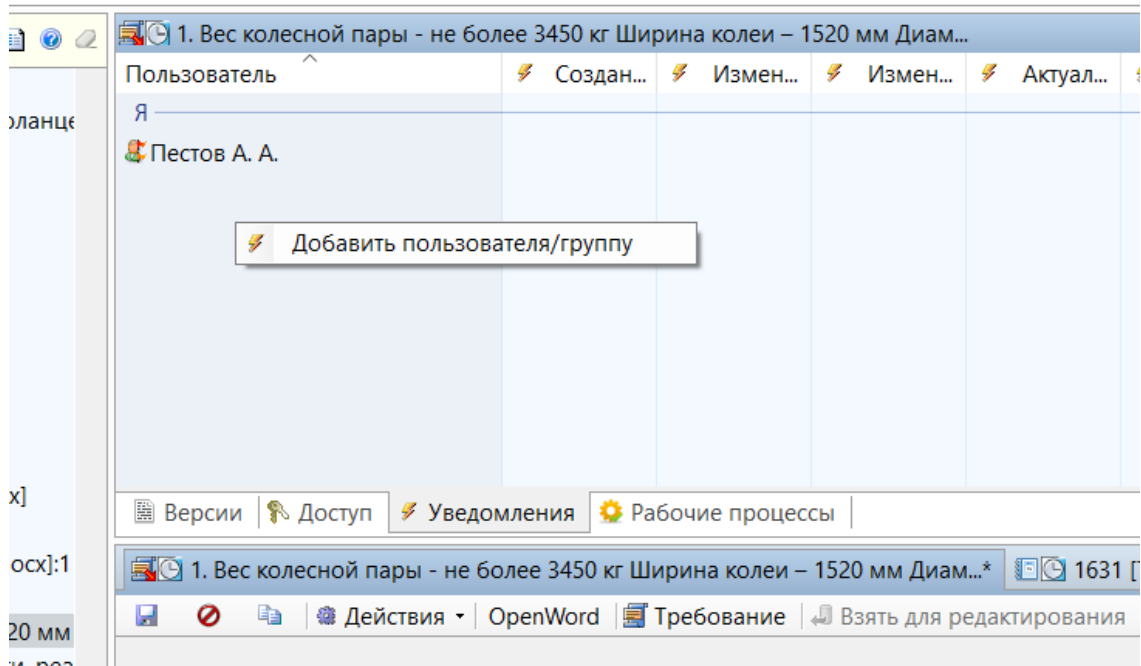 1. Вес колесной пары - не более 3450 кг Ширина колеи – 1520 мм Диам...
Пользователь Создан... Измен... Измен... Актуал...
Я
Пестов А. А.
Добавить пользователя/группу
x]
Версии Доступ Уведомления Рабочие процессы
ocx]:1
1. Вес колесной пары - не более 3450 кг Ширина колеи – 1520 мм Диам...* 1631 [
Действия OpenWord Требование Взять для редактирования
20 мм